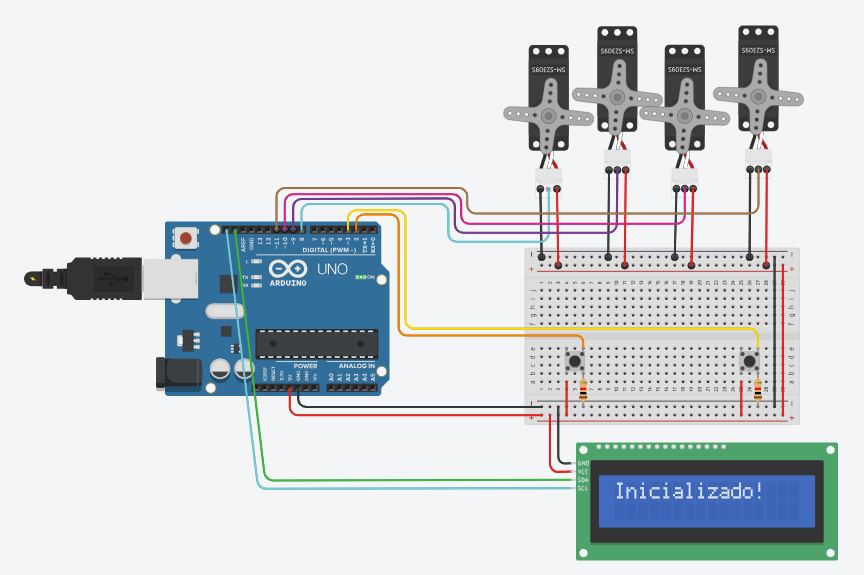 SM-S2309S
SM-S2309S
SM-S2309S
SM-S2309S
AREF
GND
13
12
~11
~10
~9
8
7
~6
~5
4
~3
2
TX→1
RX←0
DIGITAL (PWM~)
L
TX
RX
UNO
ARDUINO
ON
POWER
ANALOG IN
IOREF
RESET
3.3V
5V
GND
GND
Vin
A0
A1
A2
A3
A4
A5
GND
VCC
SDA
SCL
Inicializado!